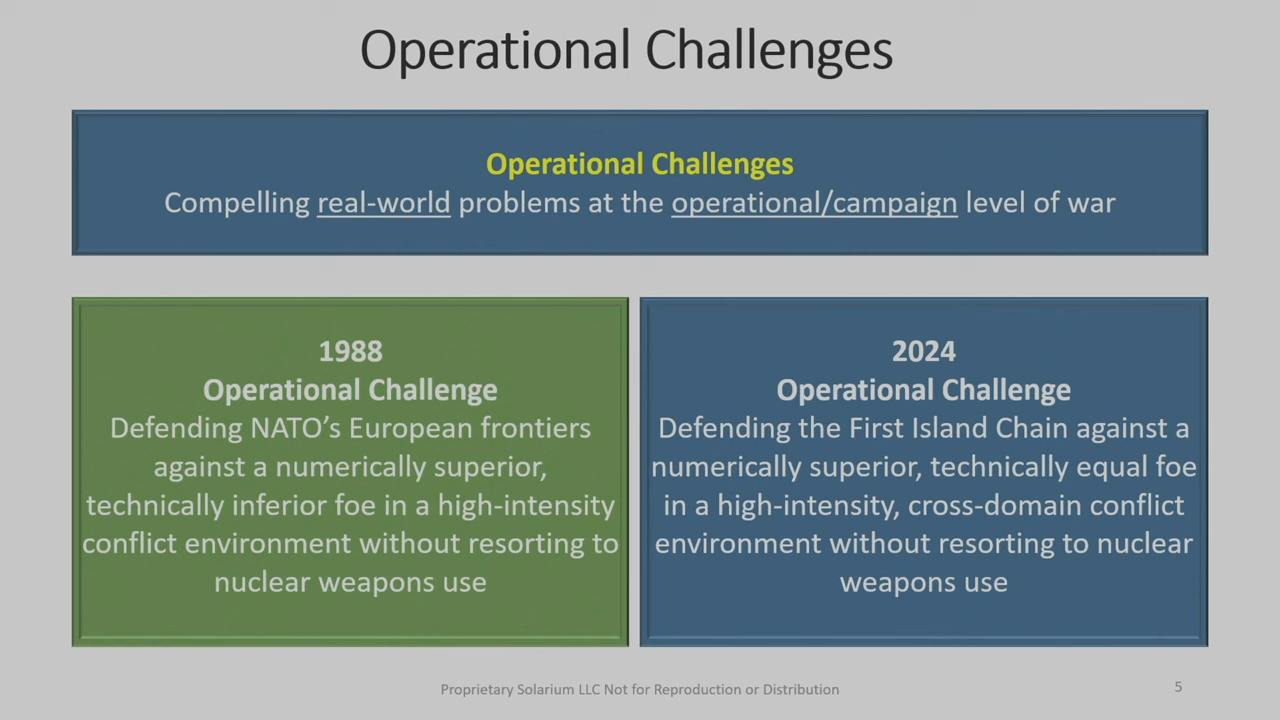 Operational Challenges
Operational Challenges
Compelling real-world problems at the operational/campaign level of war
1988
Operational Challenge
Defending NATO’s European frontiers
against a numerically superior,
technically inferior foe in a high-intensity
conflict environment without resorting to
nuclear weapons use
2024
Operational Challenge
Defending the First Island Chain against a
numerically superior, technically equal foe
in a high-intensity, cross-domain conflict
environment without resorting to nuclear
weapons use
Proprietary Solarium LLC Not for Reproduction or Distribution
5